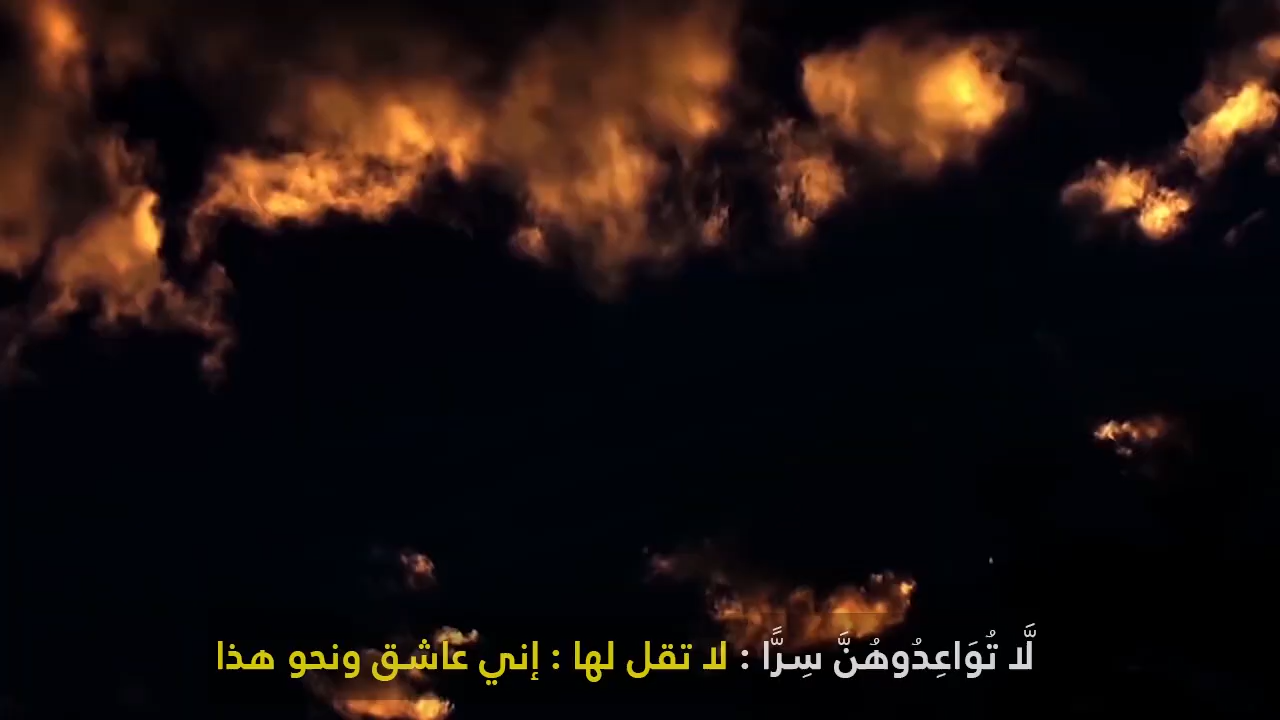 لَّا تُوَاعِدُوهُنَّ سِرًّا : لا تقل لها : إني عاشق ونحو هذا